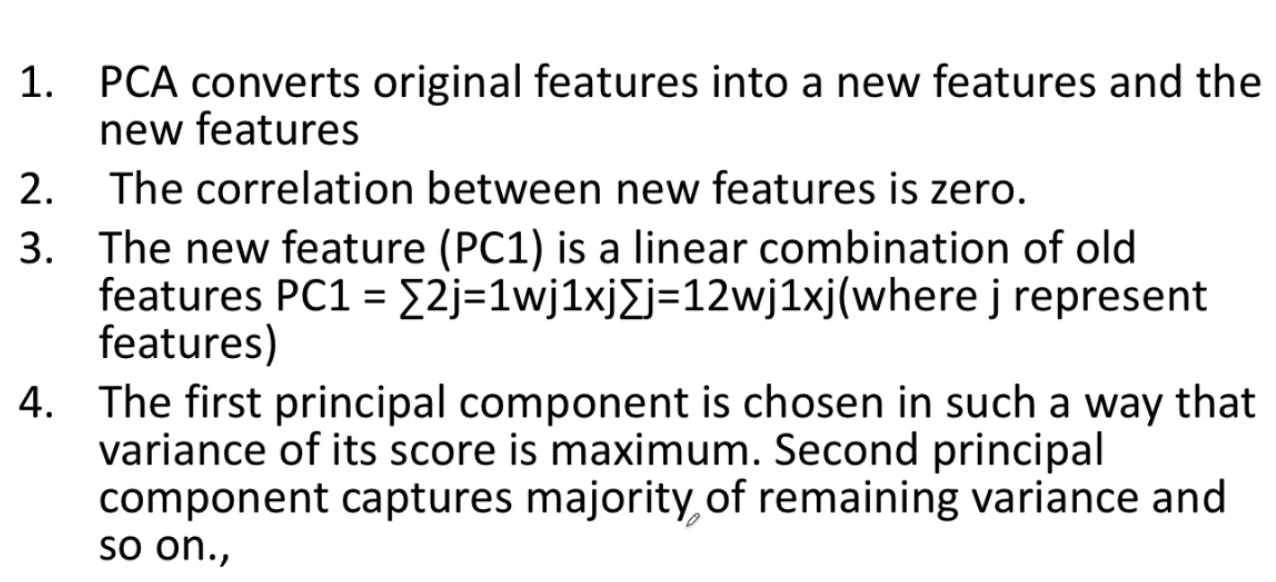 1. PCA converts original features into a new features and the
new features
2. The correlation between new features is zero.
3. The new feature (PC1) is a linear combination of old
features PC1 = ∑2j=1wj1xj∑j=12wj1xj(where j represent
features)
4. The first principal component is chosen in such a way that
variance of its score is maximum. Second principal
component captures majority of remaining variance and
so on.,